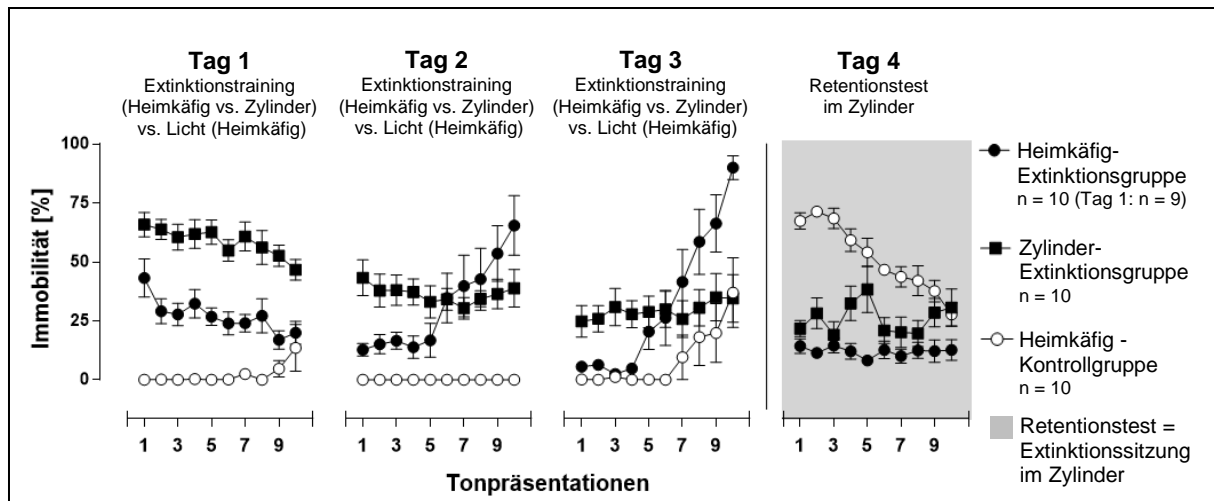 Tag 1
Extinktionstraining
(Heimkäfig vs. Zylinder)
vs. Licht (Heimkäfig)
Tag 2
Extinktionstraining
(Heimkäfig vs. Zylinder)
vs. Licht (Heimkäfig)
Tag 3
Extinktionstraining
(Heimkäfig vs. Zylinder)
vs. Licht (Heimkäfig)
Tag 4
Retentionstest
im Zylinder
Immobilität [%]
100
75
50
25
0
1 3 5 7 9
1 3 5 7 9
1 3 5 7 9
1 3 5 7 9
Tonpräsentationen
Heimkäfig-
Extinktionsgruppe
n = 10 (Tag 1: n = 9)
Zylinder-
Extinktionsgruppe
n = 10
Heimkäfig -
Kontrollgruppe
n = 10
Retentionstest =
Extinktionssitzung
im Zylinder